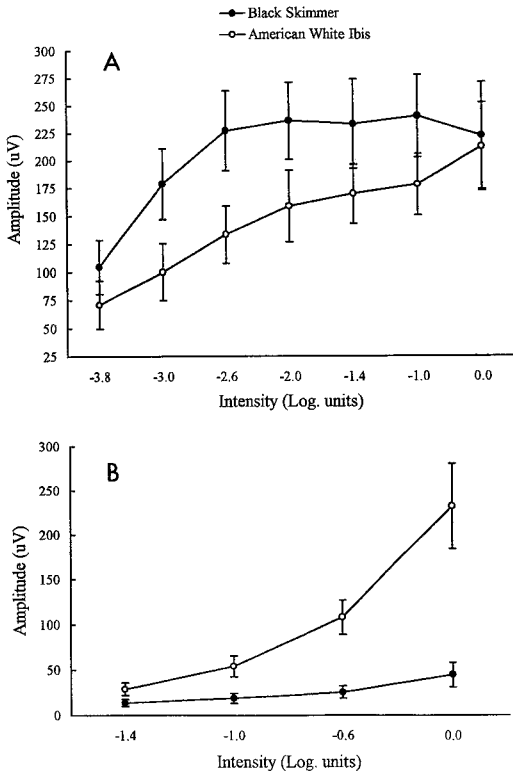 Black Skimmer
American White Ibis
A
300
275
250
225
200
175
150
125
100
75
50
25
Amplitude (uV)
-3.8 -3.0 -2.6 -2.0 -1.4 -1.0 0.0
Intensity (Log. units)
B
300
250
200
150
100
50
0
Amplitude (uV)
-1.4 -1.0 -0.6 0.0
Intensity (Log. units)